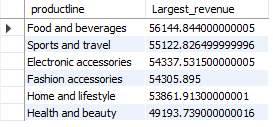 productline Largest_revenue
Food and beverages 56144.844000000005
Sports and travel 55122.826499999996
Electronic accessories 54337.531500000005
Fashion accessories 54305.895
Home and lifestyle 53861.91300000001
Health and beauty 49193.739000000016